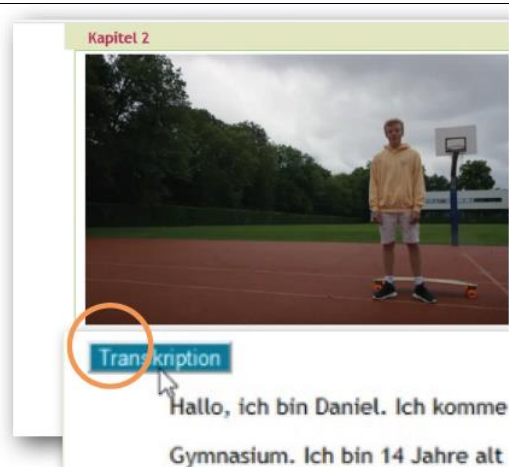 Kapitel 2
Transkription
Hallo, ich bin Daniel. Ich komme
Gymnasium. Ich bin 14 Jahre alt